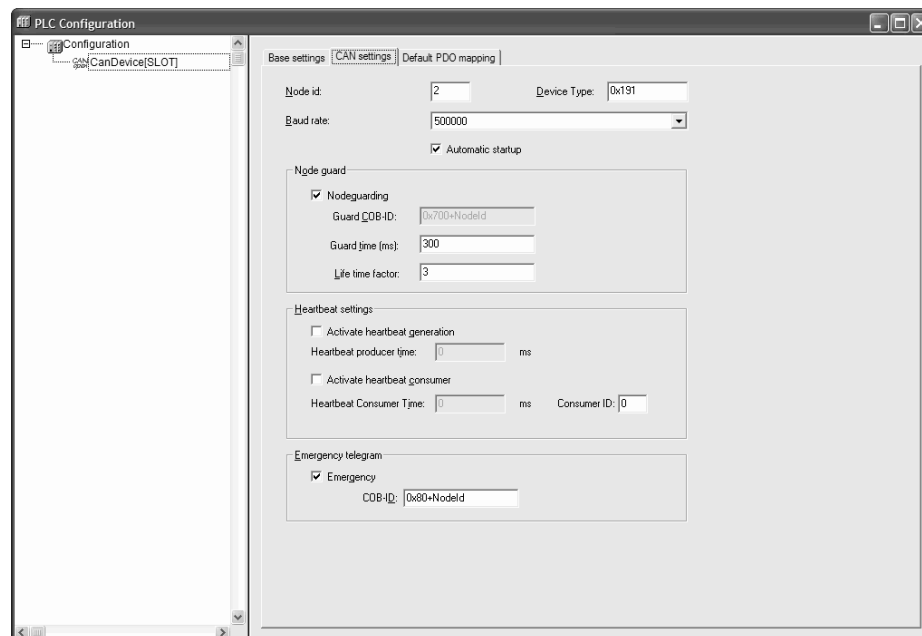 PLC Configuration
Configuration
CAN open CanDevice[SLOT]
Base settings CAN settings Default PDO mapping
Node id: 2 Device Type: 0x191
Baud rate: 500000
Automatic startup
Node guard
Nodeguarding
Guard COB-ID: 0x700+NodeId
Guard time (ms): 300
Life time factor: 3
Heartbeat settings
Activate heartbeat generation
Heartbeat producer time: 0 ms
Activate heartbeat consumer
Heartbeat Consumer Time: 0 ms Consumer ID: 0
Emergency telegram
Emergency
COB-ID: 0x80+NodeId